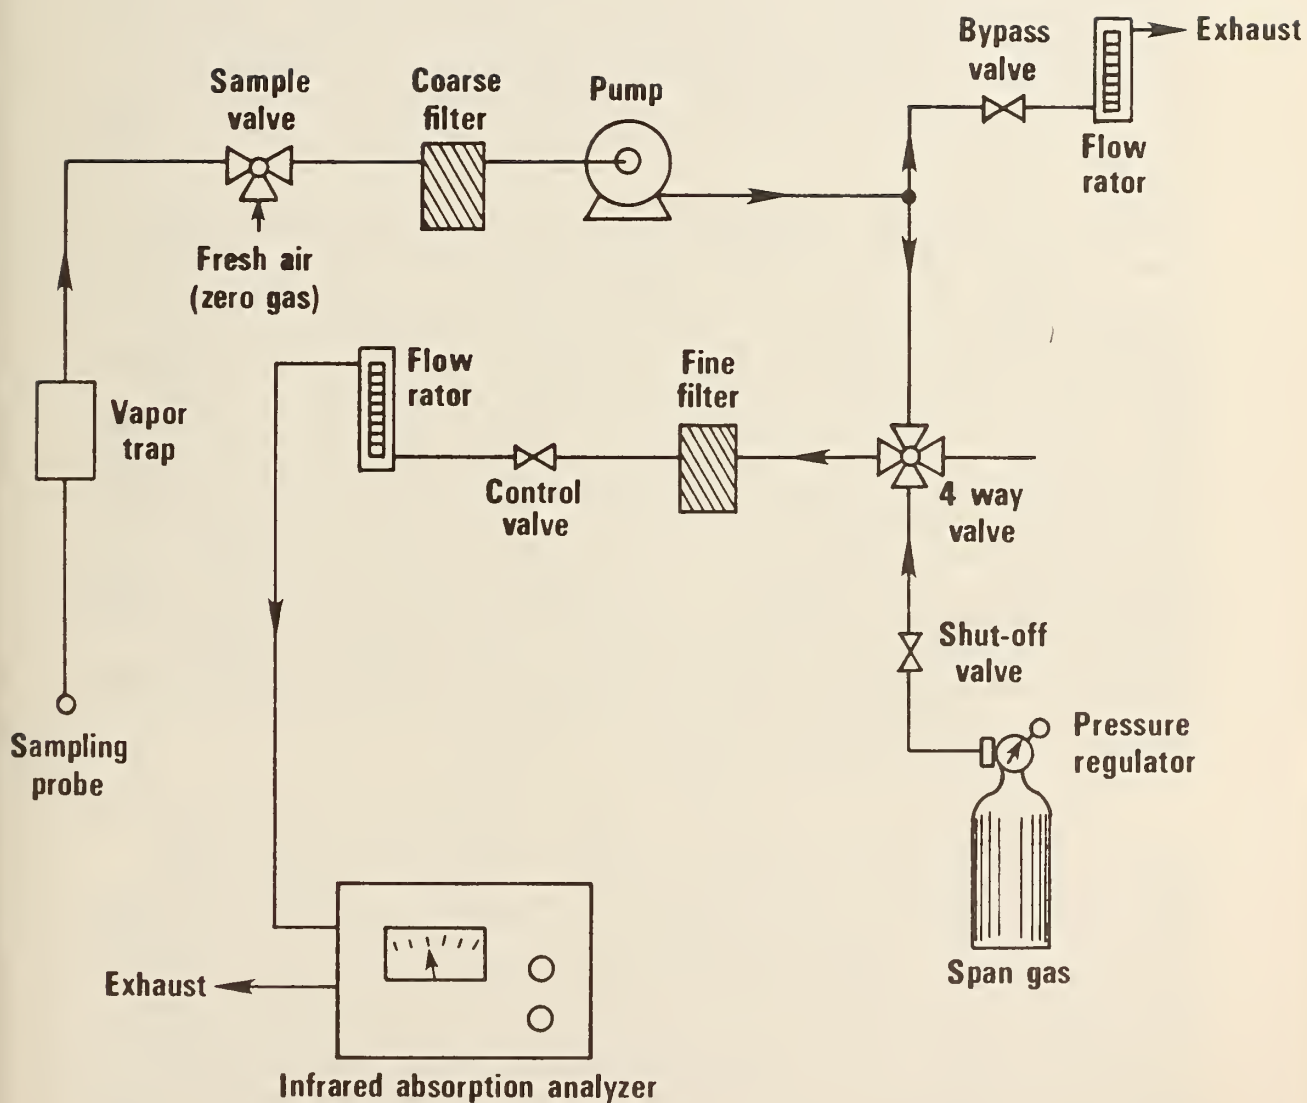 Bypass
valve
Exhaust
Sample
valve
Coarse
filter
Pump
Flow
rator
Fresh air
(zero gas)
Flow
rator
Fine
filter
Vapor
trap
Control
valve
4 way
valve
Shut-off
valve
Sampling
probe
Pressure
regulator
Exhaust
Span gas
Infrared absorption analyzer